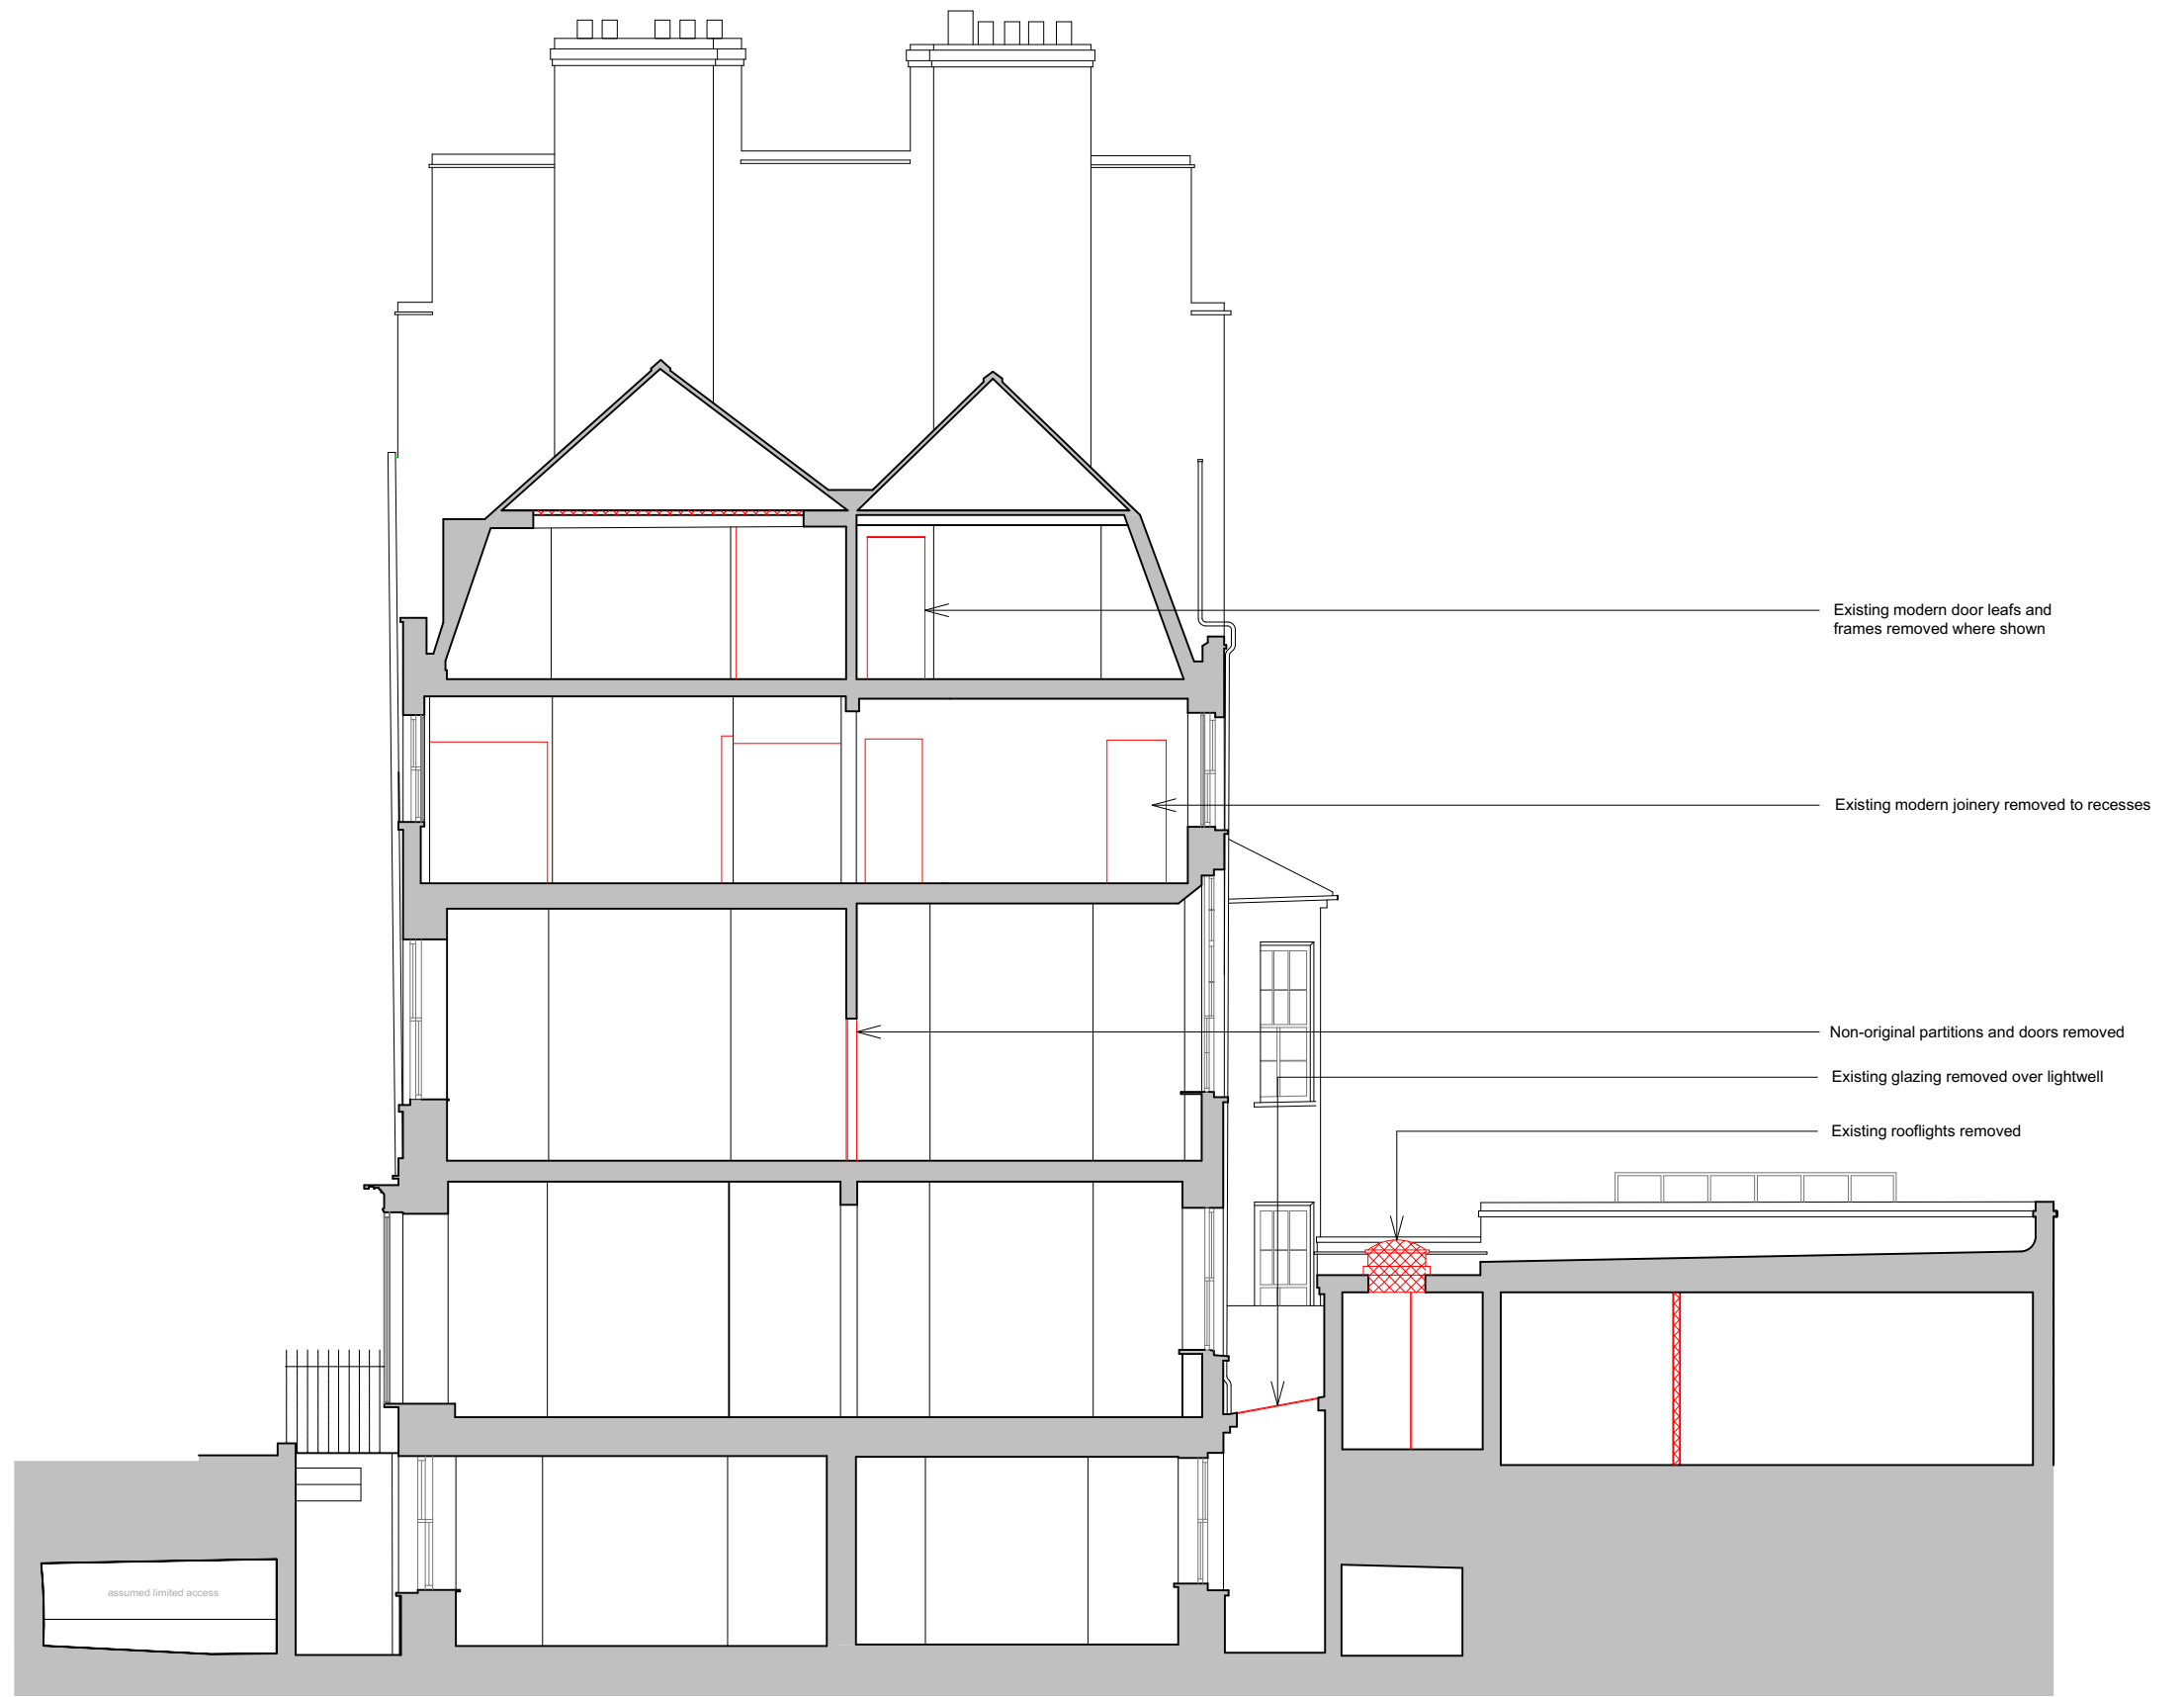 Existing modern door leafs and
frames removed where shown
Existing modern joinery removed to recesses
Non-original partitions and doors removed
Existing glazing removed over lightwell
Existing rooflights removed
assumed limited access